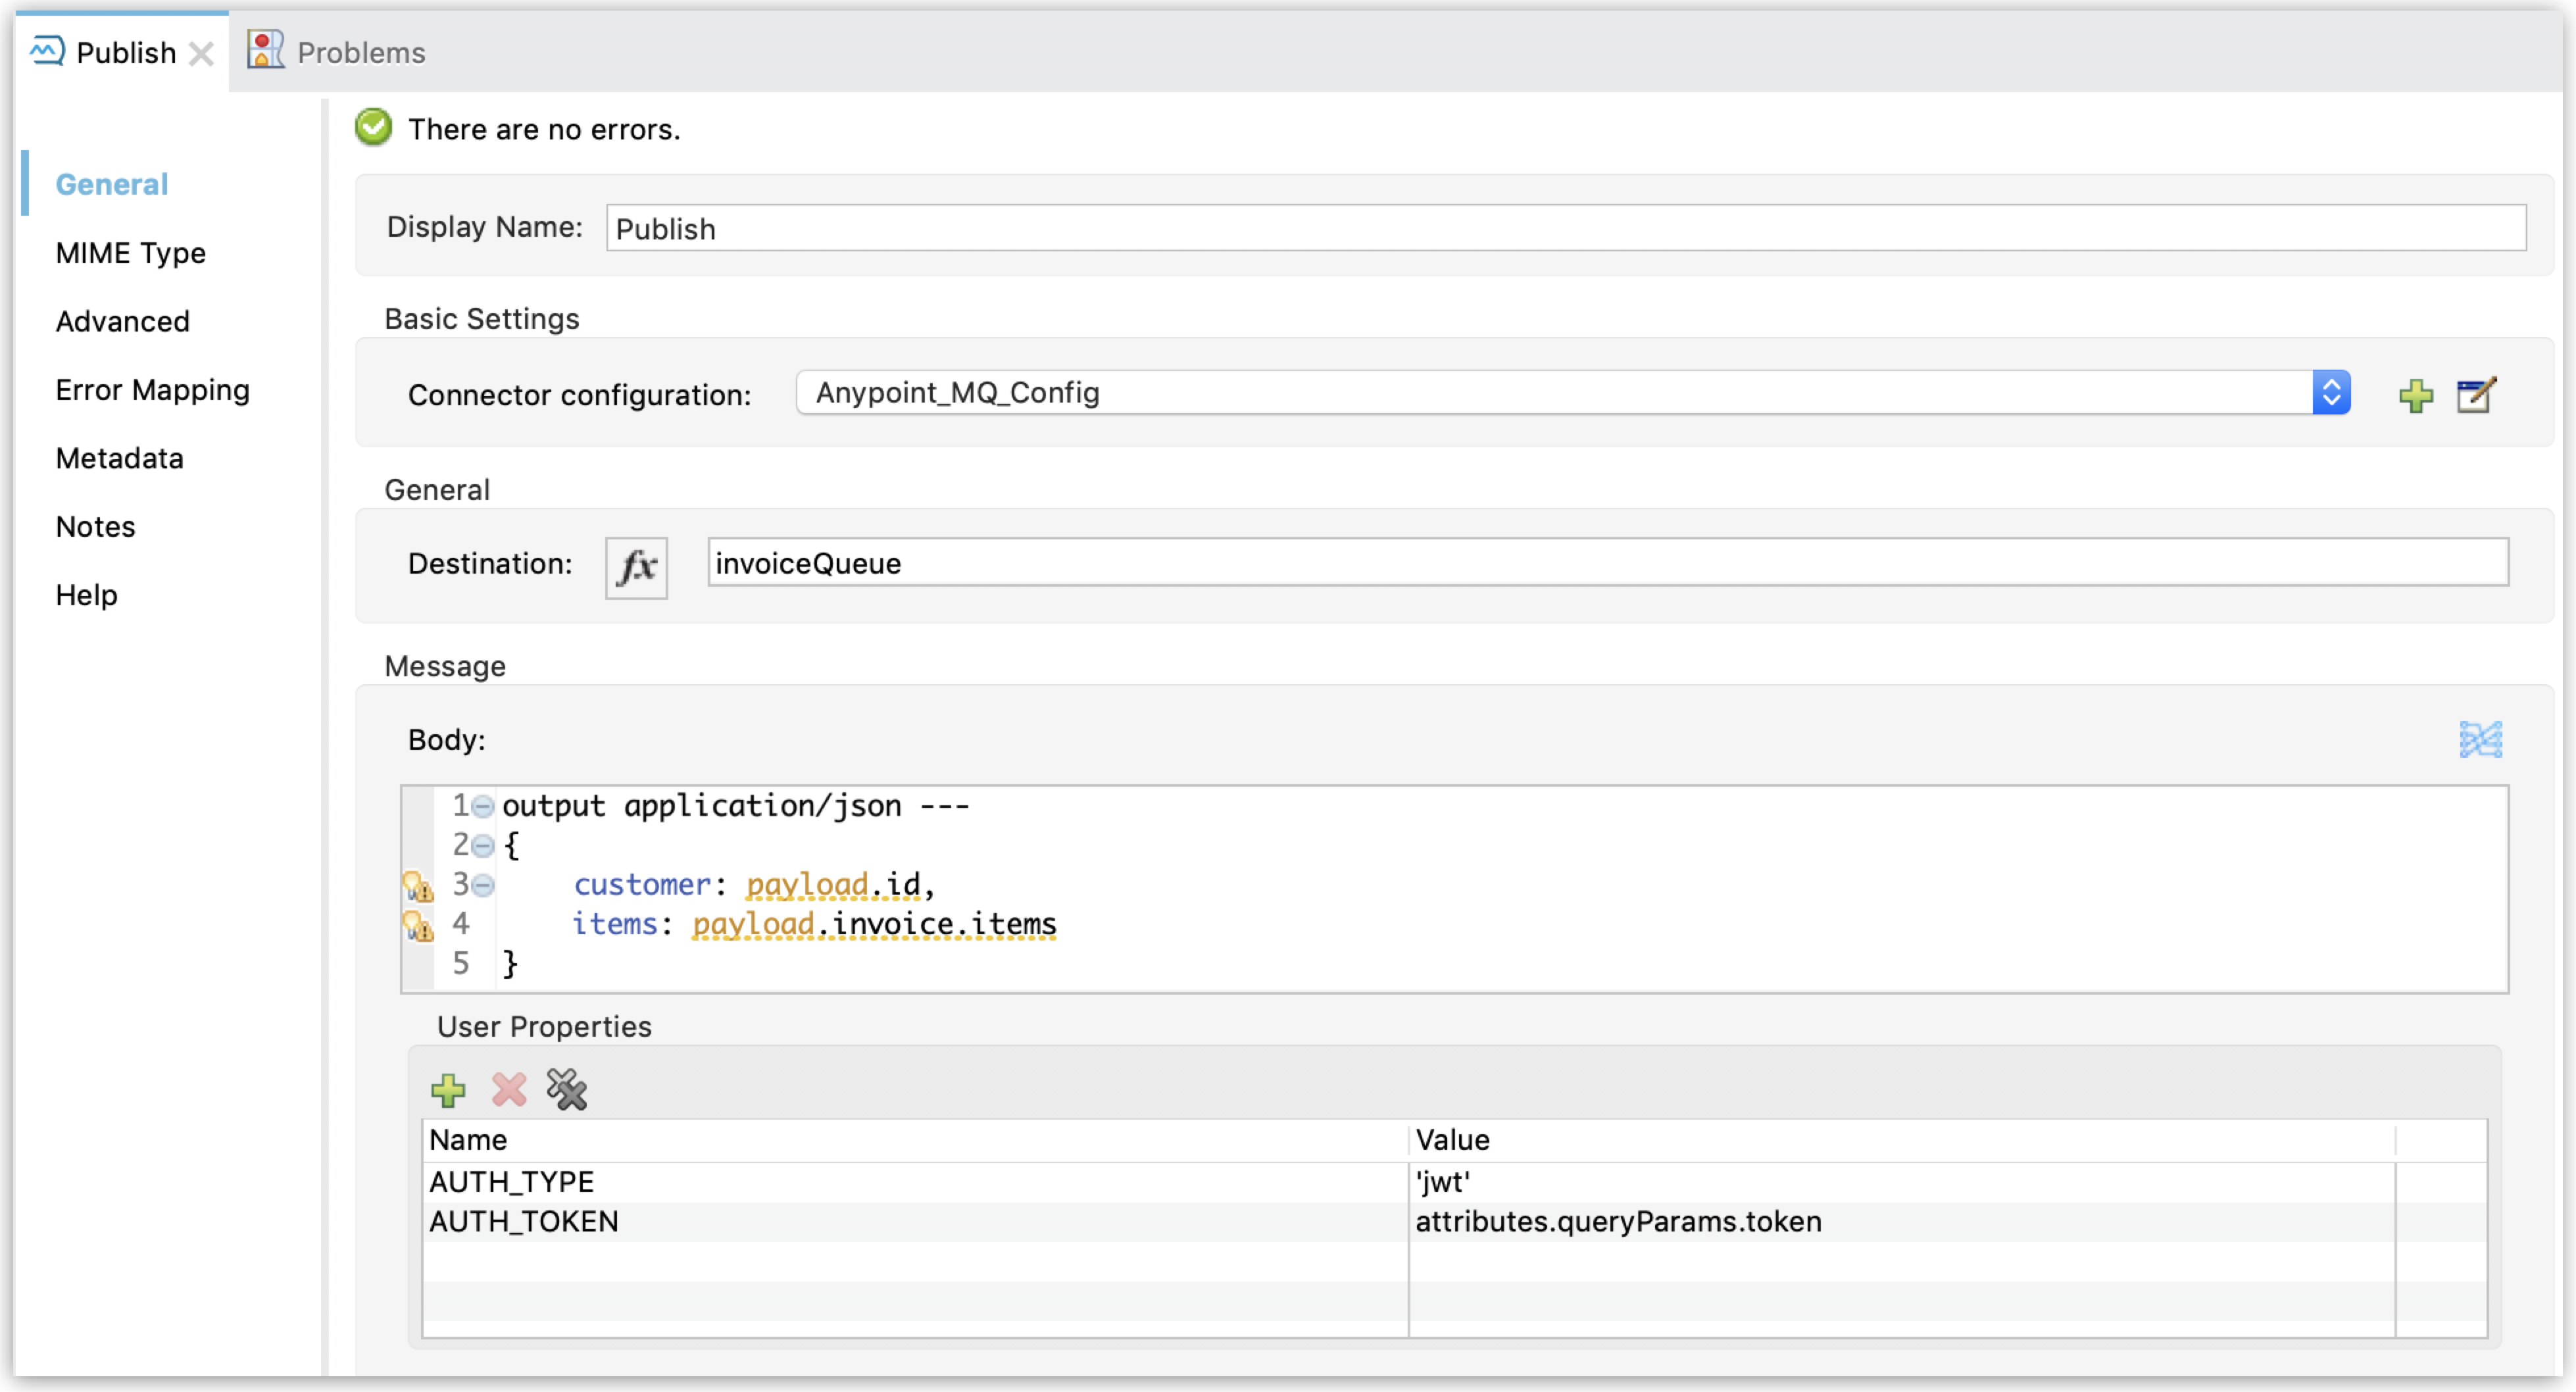 Publish
Problems
There are no errors.
General
MIME Type
Advanced
Error Mapping
Metadata
Notes
Help
Display Name: Publish
Basic Settings
Connector configuration: Anypoint_MQ_Config
General
Destination: fx invoiceQueue
Message
Body:
1 output application/json ---
2 {
3 customer: payload.id,
4 items: payload.invoice.items
5 }
User Properties
Name Value
AUTH_TYPE 'jwt'
AUTH_TOKEN attributes.queryParams.token